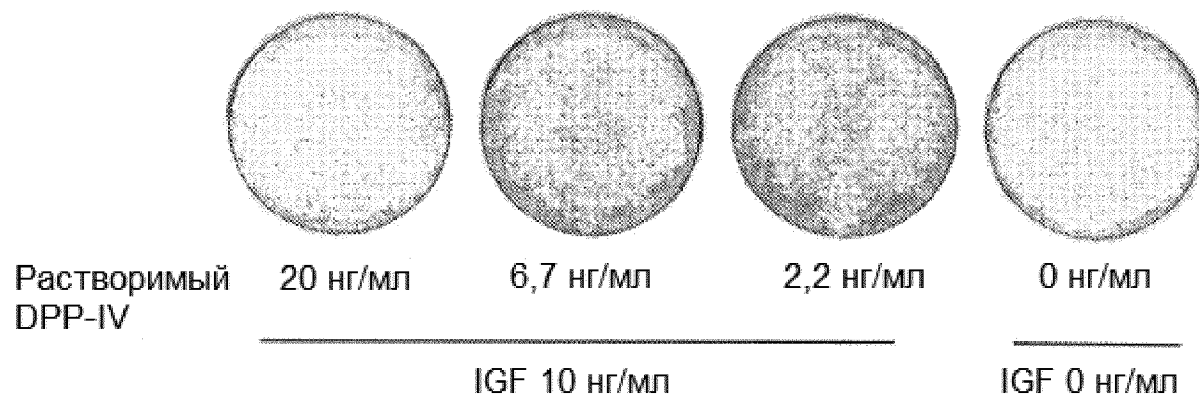 Растворимый 20 нг/мл 6,7 нг/мл 2,2 нг/мл 0 нг/мл
DPP-IV
IGF 10 нг/мл IGF 0 нг/мл